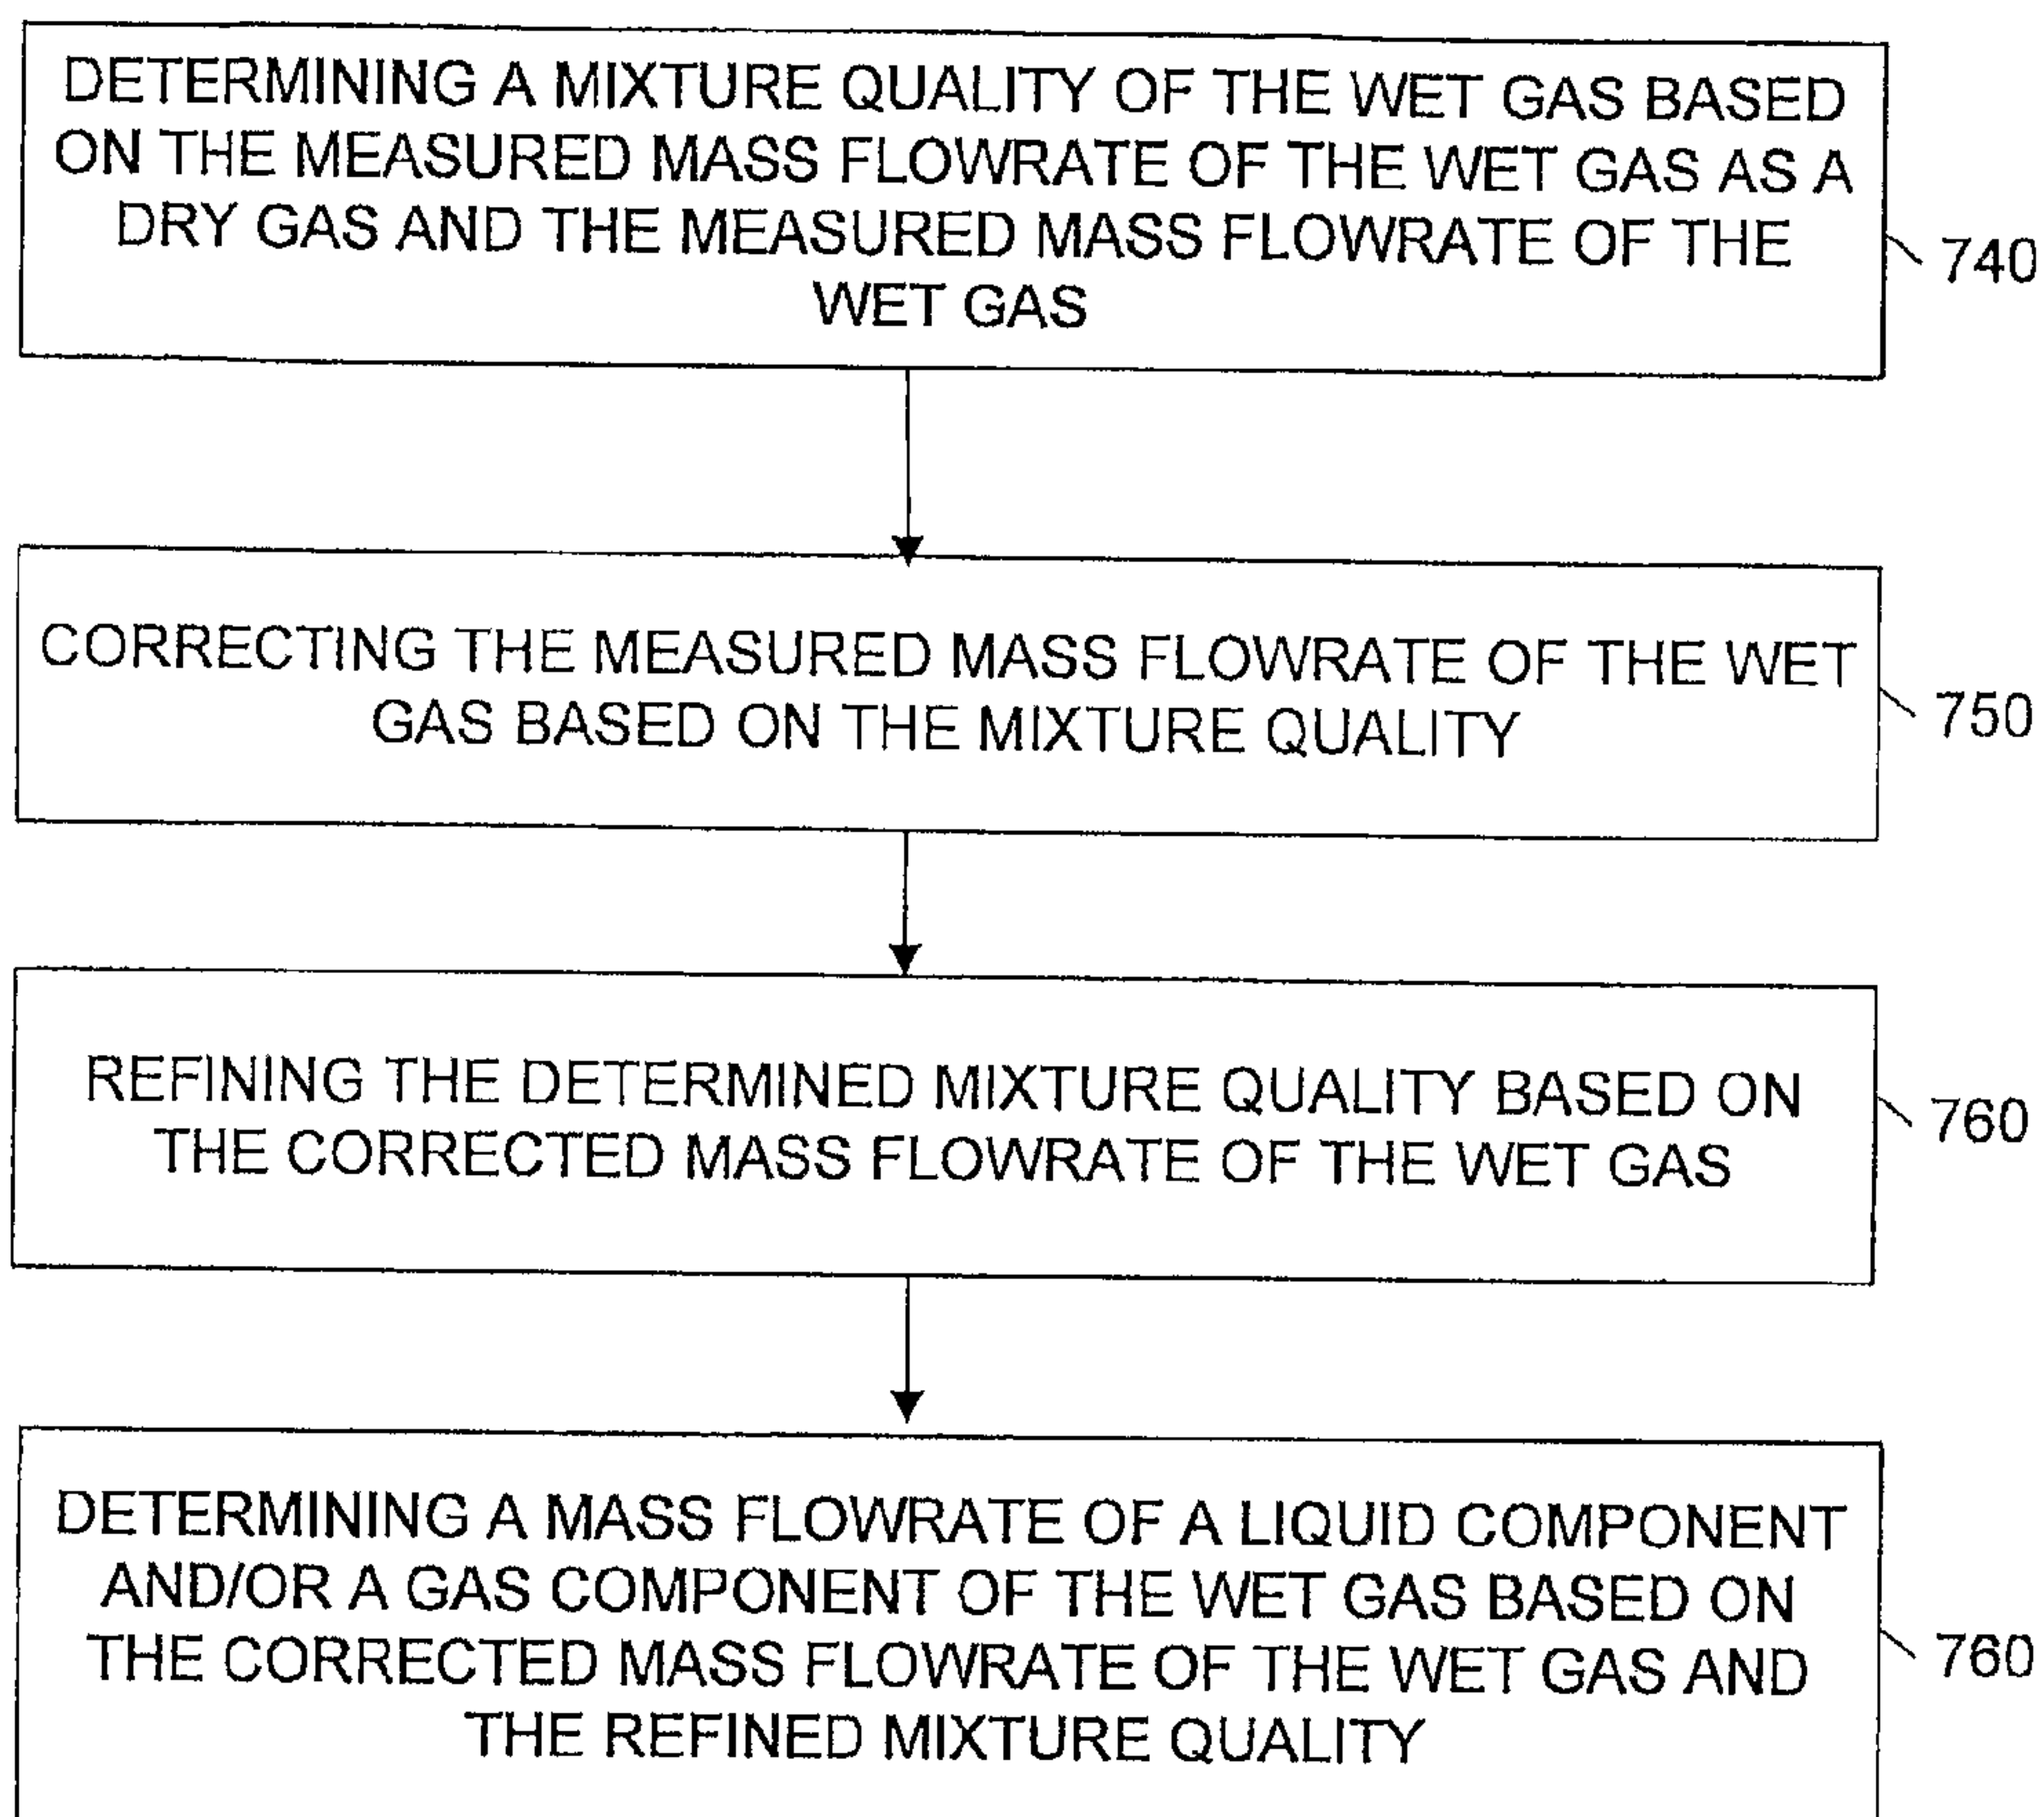 DETERMINING A MIXTURE QUALITY OF THE WET GAS BASED
ON THE MEASURED MASS FLOWRATE OF THE WET GAS AS A
DRY GAS AND THE MEASURED MASS FLOWRATE OF THE
WET GAS
740
CORRECTING THE MEASURED MASS FLOWRATE OF THE WET
GAS BASED ON THE MIXTURE QUALITY
750
REFINING THE DETERMINED MIXTURE QUALITY BASED ON
THE CORRECTED MASS FLOWRATE OF THE WET GAS
760
DETERMINING A MASS FLOWRATE OF A LIQUID COMPONENT
AND/OR A GAS COMPONENT OF THE WET GAS BASED ON
THE CORRECTED MASS FLOWRATE OF THE WET GAS AND
THE REFINED MIXTURE QUALITY
760